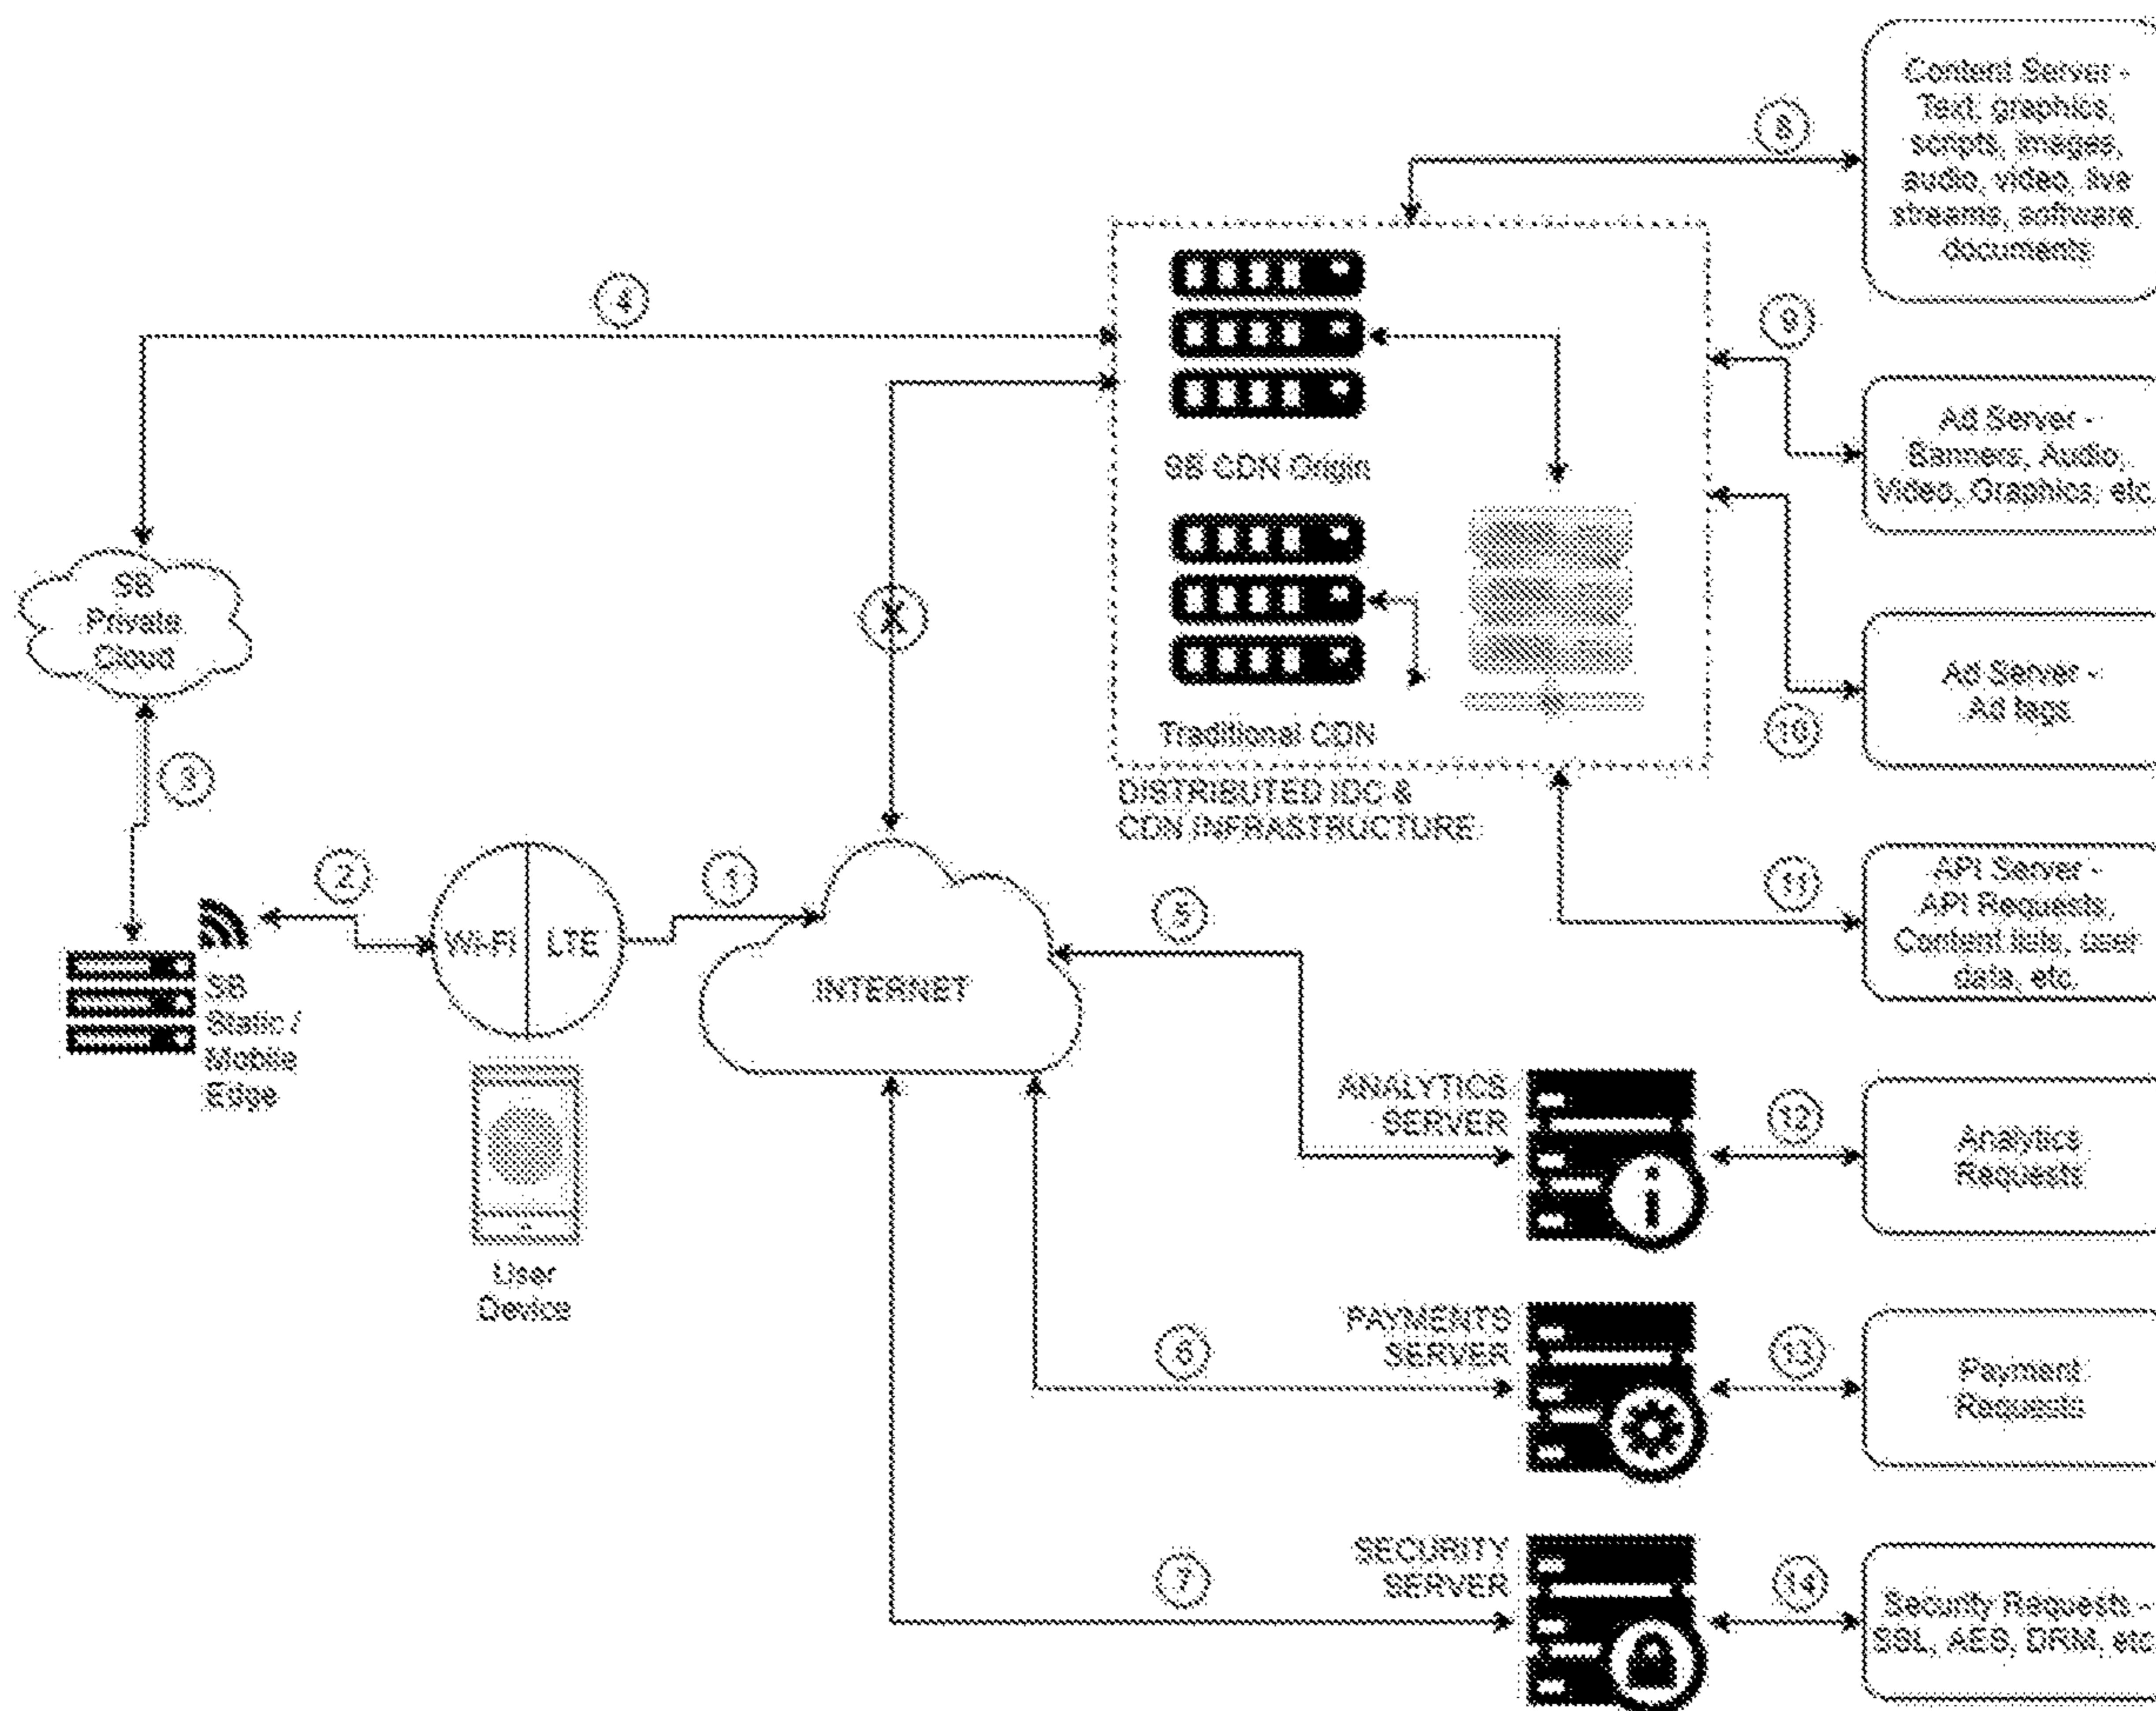 Content Server -
Text, graphics,
scripts, images,
audio, video, live
streams, software,
documents
8
4
9
Ad Server -
Banners, Audio,
Video, Graphics, etc.
SB CDN Origin
SB
Private
Cloud
X
Ad Server -
Ad tags
10
Traditional CDN
DISTRIBUTED IDC &
CDN INFRASTRUCTURE
3
2
1
5
11
API Server -
API Requests,
Content lists, user
data, etc.
WI-FI
LTE
INTERNET
SB
Static /
Mobile
Edge
ANALYTICS
SERVER
12
Analytics
Requests
User
Device
6
PAYMENTS
SERVER
13
Payment
Requests
7
SECURITY
SERVER
14
Security Requests -
SSL, AES, DRM, etc